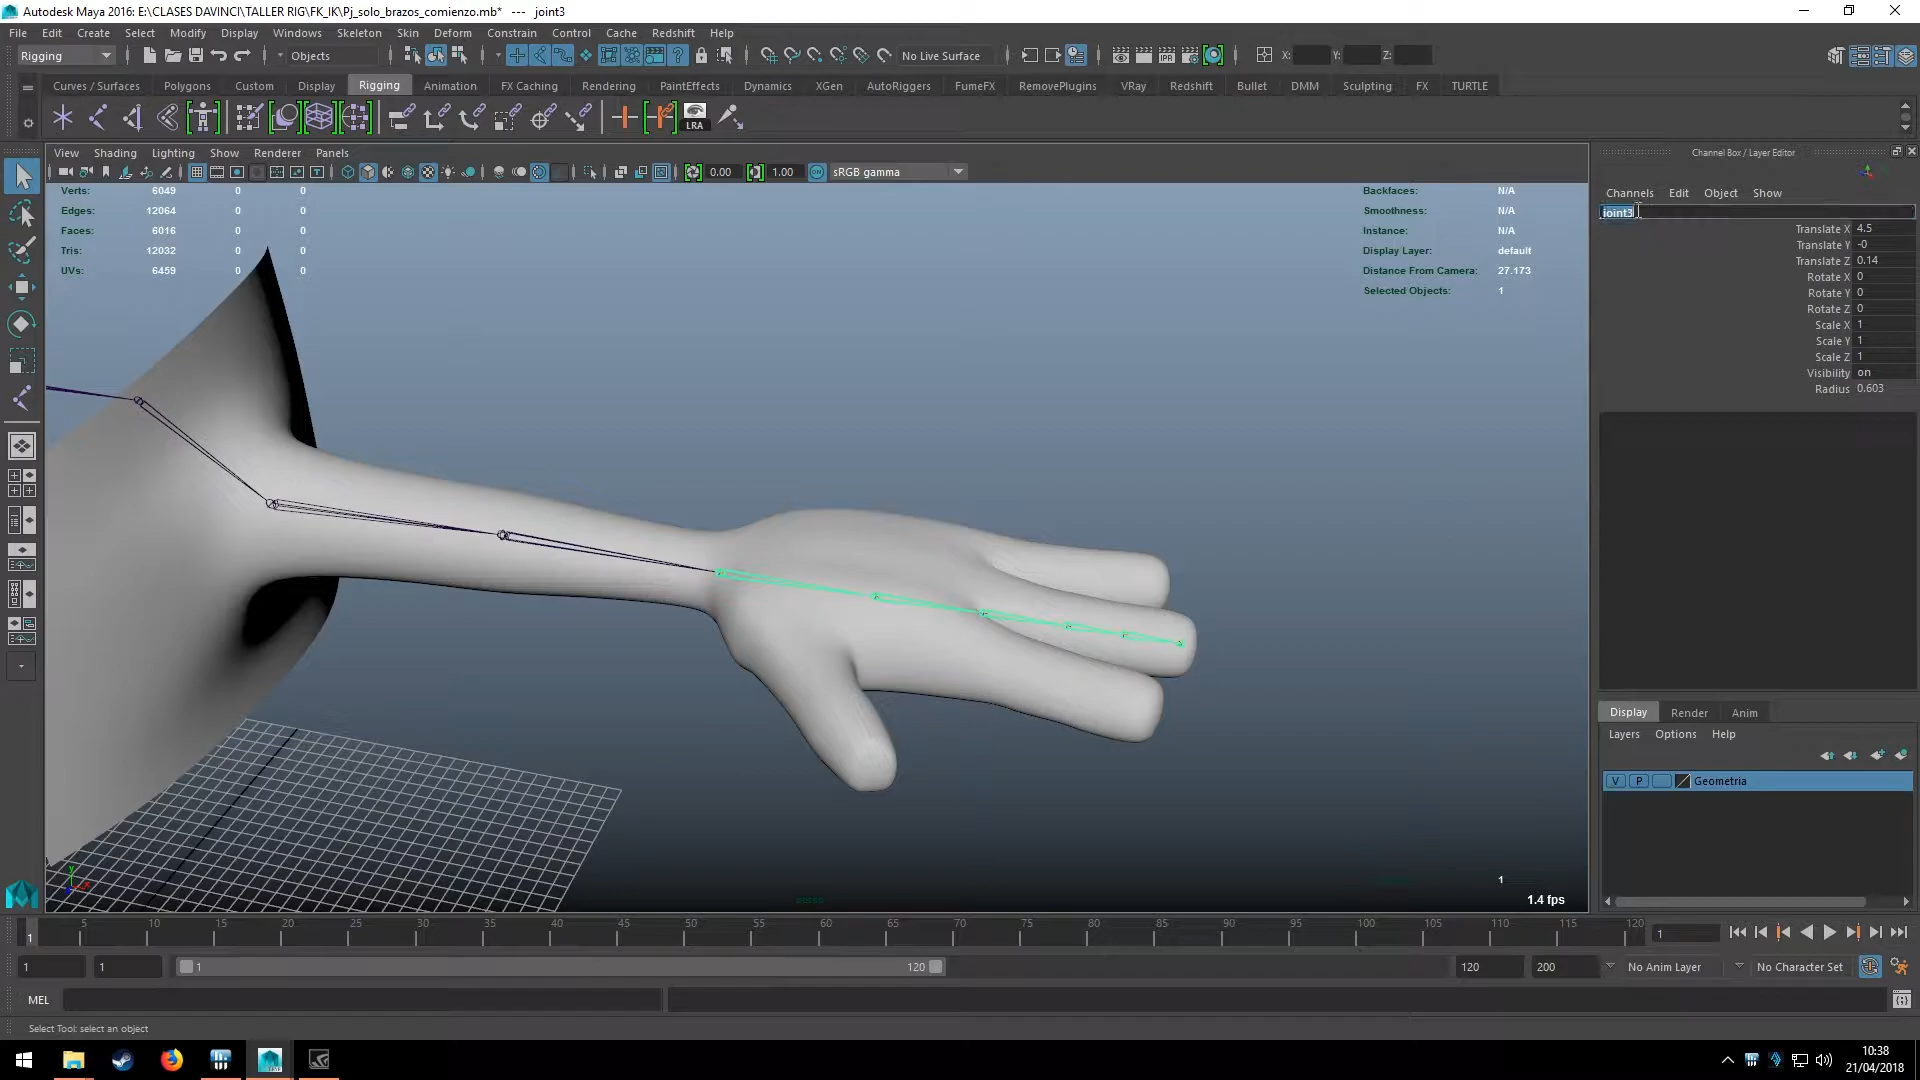 Autodesk Maya 2016: E:\CLASES DAVINCI\TALLER RIG\FK_IK\Pj_solo_brazos_comienzo.mb* --- joint3
File Edit Create Select Modify Display Windows Skeleton Skin Deform Constrain Control Cache Redshift Help
Rigging Objects No Live Surface X: Y: Z:
Curves / Surfaces Polygons Custom Display Rigging Animation FX Caching Rendering PaintEffects Dynamics XGen AutoRiggers FumeFX RemovePlugins VRay Redshift Bullet DMM Sculpting FX TURTLE
LRA
View Shading Lighting Show Renderer Panels
0.00 1.00 sRGB gamma
Verts: 6049 0 0
Edges: 12064 0 0
Faces: 6016 0 0
Tris: 12032 0 0
UVs: 6459 0 0
Backfaces: N/A
Smoothness: N/A
Instance: N/A
Display Layer: default
Distance From Camera: 27.173
Selected Objects: 1
Channel Box / Layer Editor
Channels Edit Object Show
joint3
Translate X 4.5
Translate Y -0
Translate Z 0.14
Rotate X 0
Rotate Y 0
Rotate Z 0
Scale X 1
Scale Y 1
Scale Z 1
Visibility on
Radius 0.603
Display Render Anim
Layers Options Help
V P Geometria
persp
1
1.4 fps
1 5 10 15 20 25 30 35 40 45 50 55 60 65 70 75 80 85 90 95 100 105 110 115 120
1
1 1 1 120 120 200 No Anim Layer No Character Set
MEL
Select Tool: select an object
10:38
21/04/2018